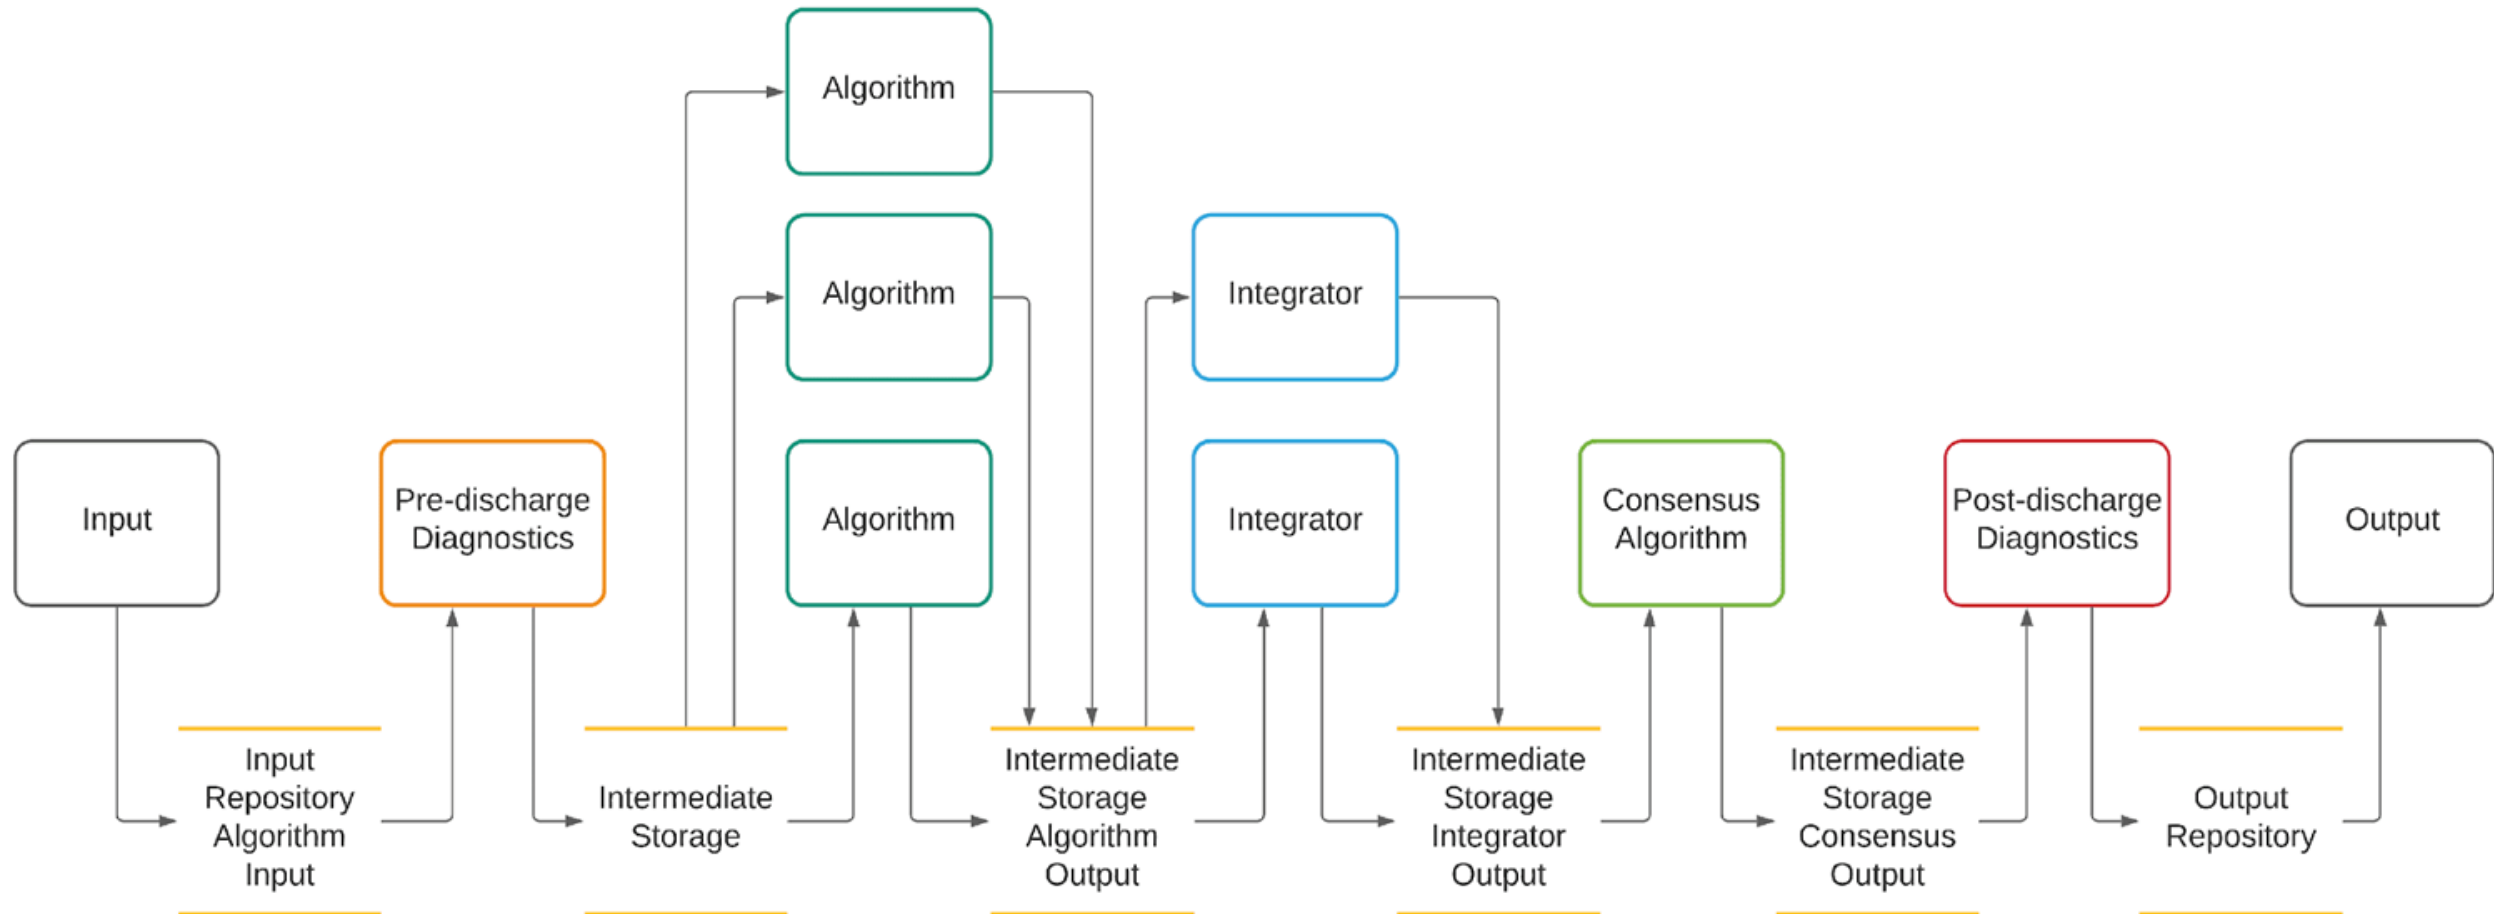 Algorithm
Algorithm
Integrator
Input
Pre-discharge
Diagnostics
Algorithm
Integrator
Consensus
Algorithm
Post-discharge
Diagnostics
Output
Input
Repository
Algorithm
Input
Intermediate
Storage
Intermediate
Storage
Algorithm
Output
Intermediate
Storage
Integrator
Output
Intermediate
Storage
Consensus
Output
Output
Repository